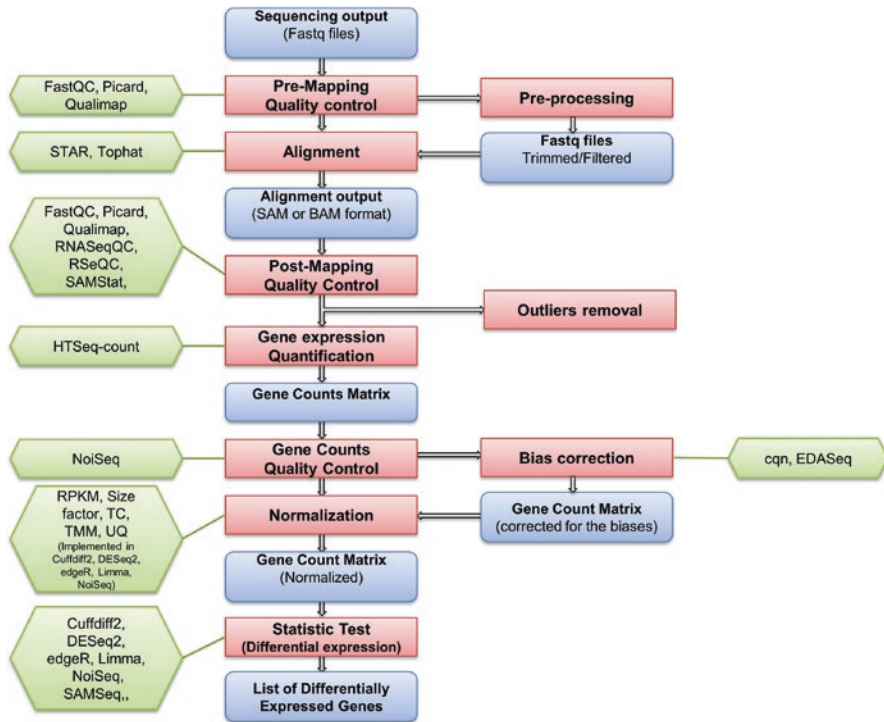 Sequencing output
(Fastq files)
FastQC, Picard,
Qualimap
Pre-Mapping
Quality control
Pre-processing
STAR, Tophat
Alignment
Fastq files
Trimmed/Filtered
Alignment output
(SAM or BAM format)
FastQC, Picard,
Qualimap,
RNASeqQC,
RSeQC,
SAMStat,
Post-Mapping
Quality Control
Outliers removal
HTSeq-count
Gene expression
Quantification
Gene Counts Matrix
NoiSeq
Gene Counts
Quality Control
Bias correction
cqn, EDASeq
RPKM, Size
factor, TC,
TMM, UQ
(Implemented in
Cuffdiff2, DESeq2,
edgeR, Limma,
NoiSeq)
Normalization
Gene Count Matrix
(corrected for the biases)
Gene Count Matrix
(Normalized)
Cuffdiff2,
DESeq2,
edgeR, Limma,
NoiSeq,
SAMSeq,,
Statistic Test
(Differential expression)
List of Differentially
Expressed Genes